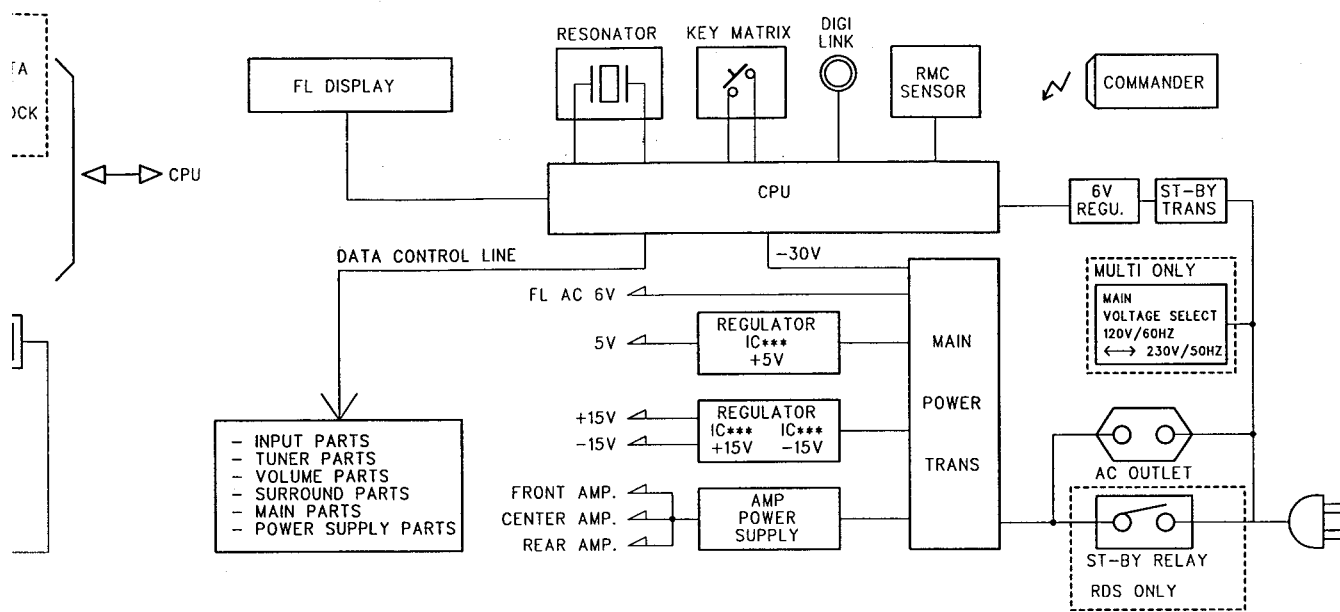 RESONATOR
KEY MATRIX
DIGI
LINK
FL DISPLAY
RMC
SENSOR
COMMANDER
CPU
CPU
6V
REGU.
ST-BY
TRANS
DATA CONTROL LINE
-30V
FL AC 6V
5V
REGULATOR
IC***
+5V
MAIN
POWER
TRANS
MULTI ONLY
MAIN
VOLTAGE SELECT
120V/60HZ
↔ 230V/50HZ
+15V
-15V
REGULATOR
IC*** IC***
+15V -15V
AC OUTLET
- INPUT PARTS
- TUNER PARTS
- VOLUME PARTS
- SURROUND PARTS
- MAIN PARTS
- POWER SUPPLY PARTS
FRONT AMP.
CENTER AMP.
REAR AMP.
AMP
POWER
SUPPLY
ST-BY RELAY
RDS ONLY